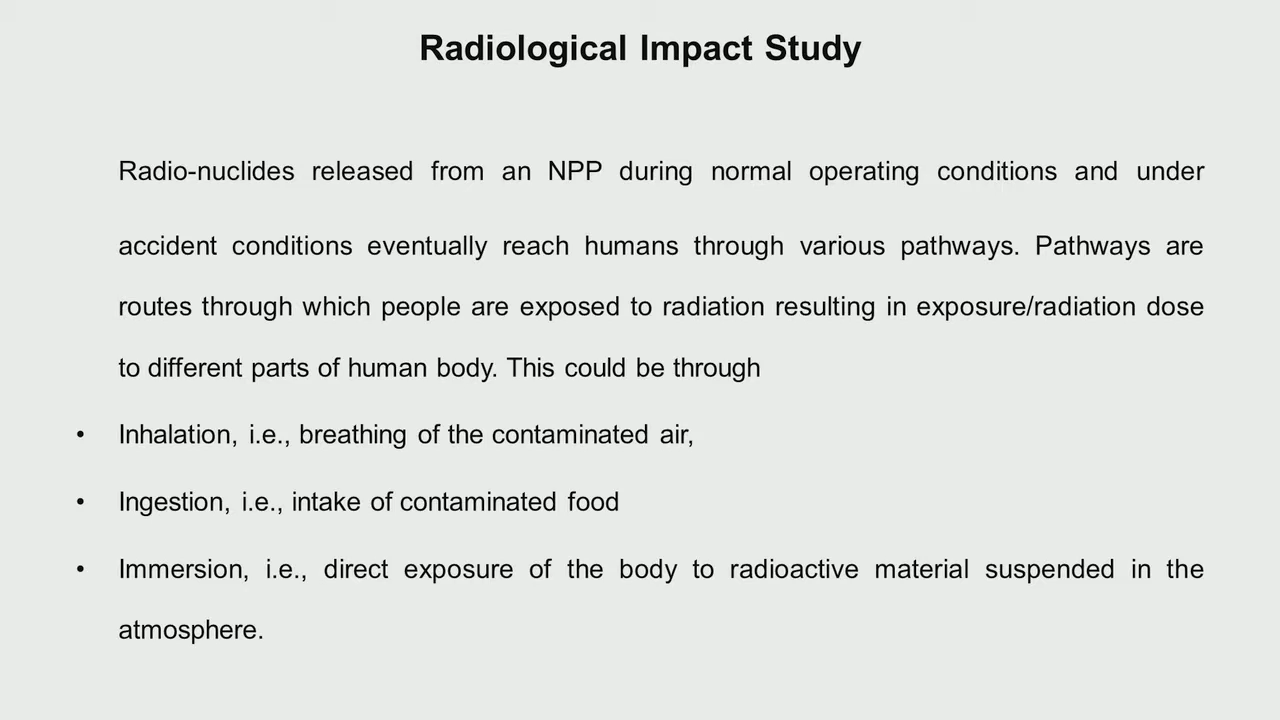 Radiological Impact Study
Radio-nuclides released from an NPP during normal operating conditions and under
accident conditions eventually reach humans through various pathways. Pathways are
routes through which people are exposed to radiation resulting in exposure/radiation dose
to different parts of human body. This could be through
• Inhalation, i.e., breathing of the contaminated air,
• Ingestion, i.e., intake of contaminated food
• Immersion, i.e., direct exposure of the body to radioactive material suspended in the
atmosphere.